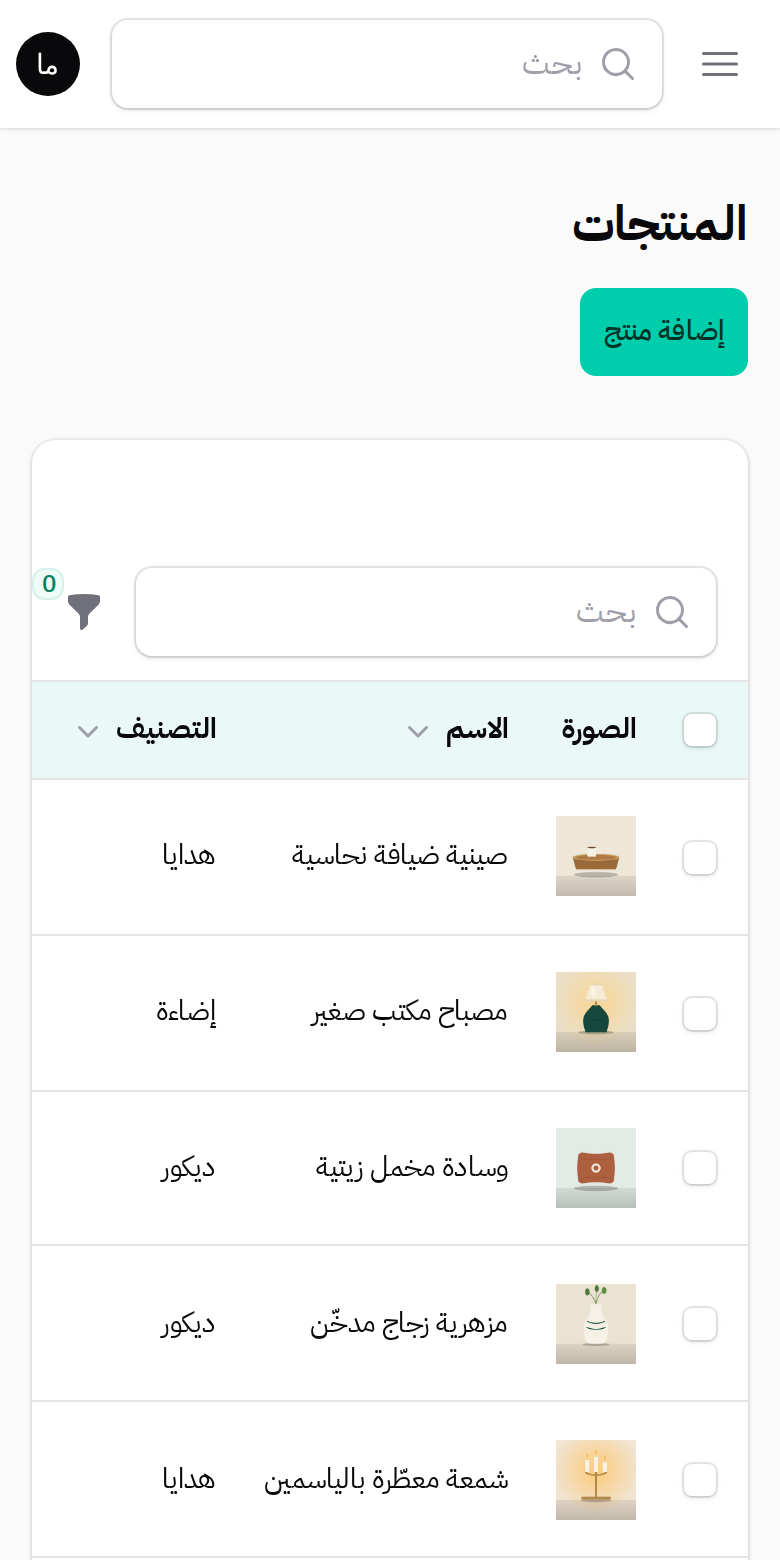 بحث
ما
المنتجات
إضافة منتج
بحث
0
الصورة الاسم التصنيف
صينية ضيافة نحاسية هدايا
مصباح مكتب صغير إضاءة
وسادة مخمل زيتية ديكور
مزهرية زجاج مدخّن ديكور
شمعة معطّرة بالياسمين هدايا